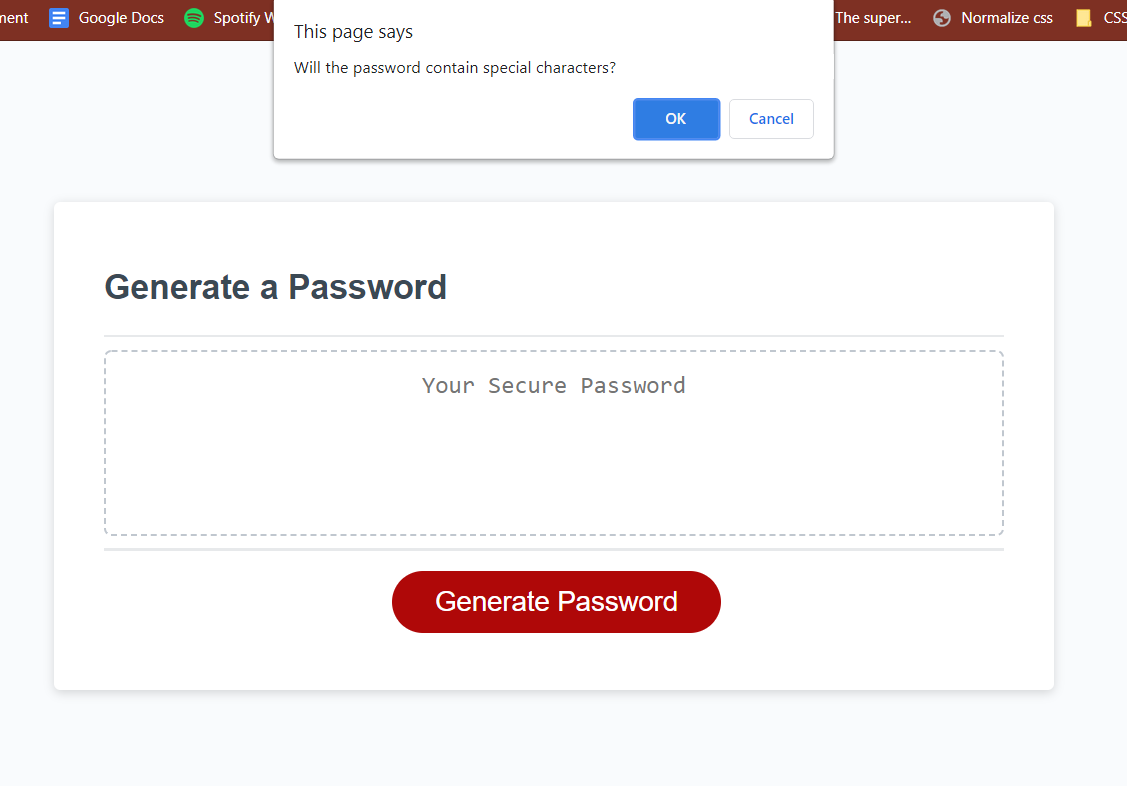 ment Google Docs Spotify W The super... Normalize css CSS
This page says
Will the password contain special characters?
OK Cancel
Generate a Password
Your Secure Password
Generate Password